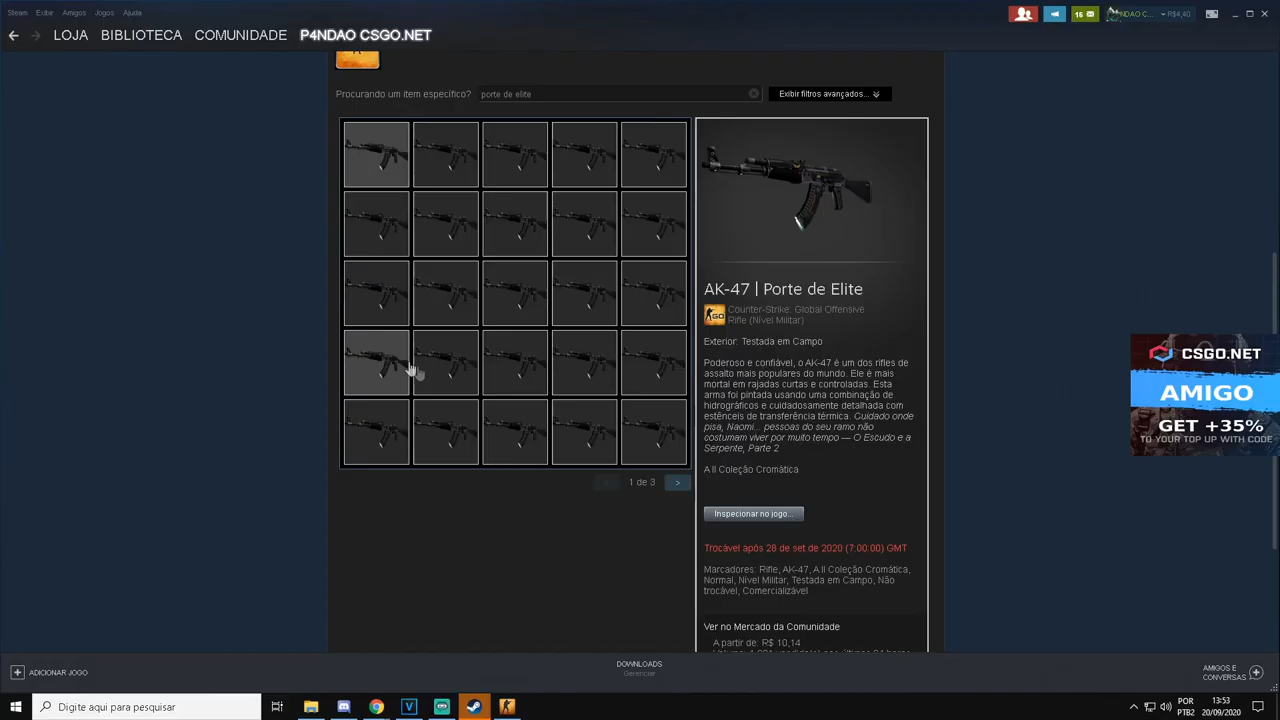 Steam Exibir Amigos Jogos Ajuda
16
P4NDAO C... R$4,40
LOJA BIBLIOTECA COMUNIDADE P4NDAO CSGO.NET
Procurando um item específico?
porte de elite
Exibir filtros avançados...
AK-47 | Porte de Elite
GO
Counter-Strike: Global Offensive
Rifle (Nível Militar)
Exterior: Testada em Campo
Poderoso e confiável, o AK-47 é um dos rifles de
assalto mais populares do mundo. Ele é mais
mortal em rajadas curtas e controladas. Esta
arma foi pintada usando uma combinação de
hidrográficos e cuidadosamente detalhada com
estênceis de transferência térmica. Cuidado onde
pisa, Naomi... pessoas do seu ramo não
costumam viver por muito tempo — O Escudo e a
Serpente, Parte 2
A II Coleção Cromática
1 de 3 >
Inspecionar no jogo...
Trocável após 28 de set de 2020 (7:00:00) GMT
Marcadores: Rifle, AK-47, A II Coleção Cromática,
Normal, Nível Militar, Testada em Campo, Não
trocável, Comercializável
Ver no Mercado da Comunidade
A partir de: R$ 10,14
CSGO.NET
AMIGO
GET +35%
TO YOUR TOP UP WITH CODE
ADICIONAR JOGO
DOWNLOADS
Gerenciar
AMIGOS E
CONVERSAS
Digite aqui para pesquisar
POR
PTB2
13:53
20/09/2020